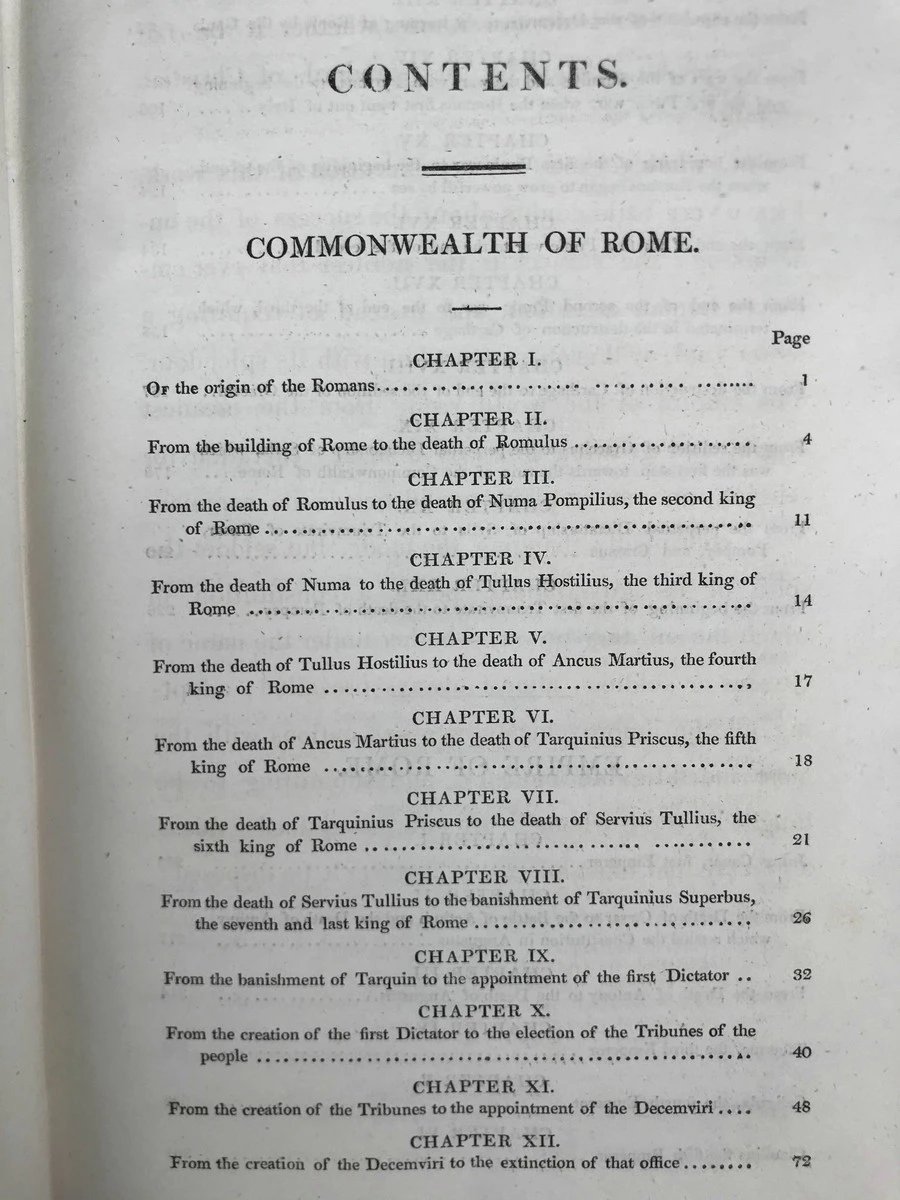 CONTENTS.
COMMONWEALTH OF ROME.
Page
CHAPTER I.
Of the origin of the Romans........................ .......... ........ 1
CHAPTER II.
From the building of Rome to the death of Romulus ................... 4
CHAPTER III.
From the death of Romulus to the death of Numa Pompilius, the second king
of Rome...................................................... 11
CHAPTER IV.
From the death of Numa to the death of Tullus Hostilius, the third king of
Rome ........................................................ 14
CHAPTER V.
From the death of Tullus Hostilius to the death of Ancus Martius, the fourth
king of Rome ................................................, 17
CHAPTER VI.
From the death of Ancus Martius to the death of Tarquinius Priscus, the fifth
king of Rome ................................................ 18
CHAPTER VII.
From the death of Tarquinius Priscus to the death of Servius Tullius, the
sixth king of Rome ............................... ........... 21
CHAPTER VIII.
From the death of Servius Tullius to the banishment of Tarquinius Superbus,
the seventh and last king of Rome .............................. 26
CHAPTER IX.
From the banishment of Tarquin to the appointment of the first Dictator .. 32
CHAPTER X.
From the creation of the first Dictator to the election of the Tribunes of the
people ...................................................... 40
CHAPTER XI.
From the creation of the Tribunes to the appointment of the Decemviri .... 48
CHAPTER XII.
From the creation of the Decemviri to the extinction of that office........ 72